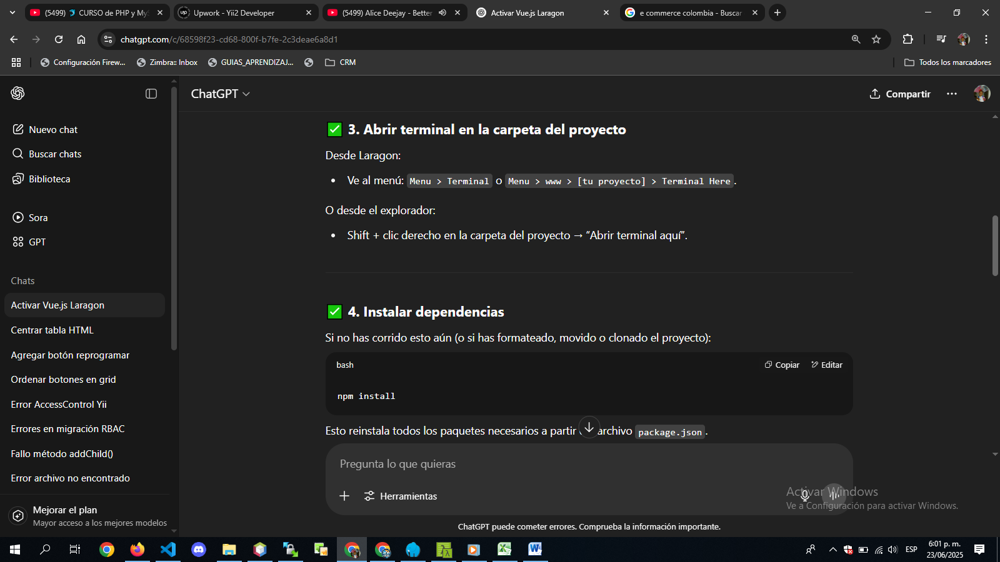 (5499) CURSO de PHP y MyS
Upwork - Yii2 Developer
(5499) Alice Deejay - Better
Activar Vue.js Laragon
e commerce colombia - Buscar
chatgpt.com/c/68598f23-cd68-800f-b7fe-2c3deae6a8d1
Configuración Firew...
Zimbra:: Inbox
GUIAS_APRENDIZAJ...
CRM
Todos los marcadores
ChatGPT
Compartir
Nuevo chat
Buscar chats
Biblioteca
Sora
GPT
Chats
Activar Vue.js Laragon
Centrar tabla HTML
Agregar botón reprogramar
Ordenar botones en grid
Error AccessControl Yii
Errores en migración RBAC
Fallo método addChild()
Error archivo no encontrado
Mejorar el plan
Mayor acceso a los mejores modelos
3. Abrir terminal en la carpeta del proyecto
Desde Laragon:
• Ve al menú: Menu > Terminal o Menu > www > [tu proyecto] > Terminal Here.
O desde el explorador:
• Shift + clic derecho en la carpeta del proyecto → “Abrir terminal aquí”.
4. Instalar dependencias
Si no has corrido esto aún (o si has formateado, movido o clonado el proyecto):
bash
Copiar
Editar
npm install
Esto reinstala todos los paquetes necesarios a partir archivo package.json.
Pregunta lo que quieras
Herramientas
Activar Windows
Ve a Configuración para activar Windows.
ChatGPT puede cometer errores. Comprueba la información importante.
ESP
6:01 p. m.
23/06/2025